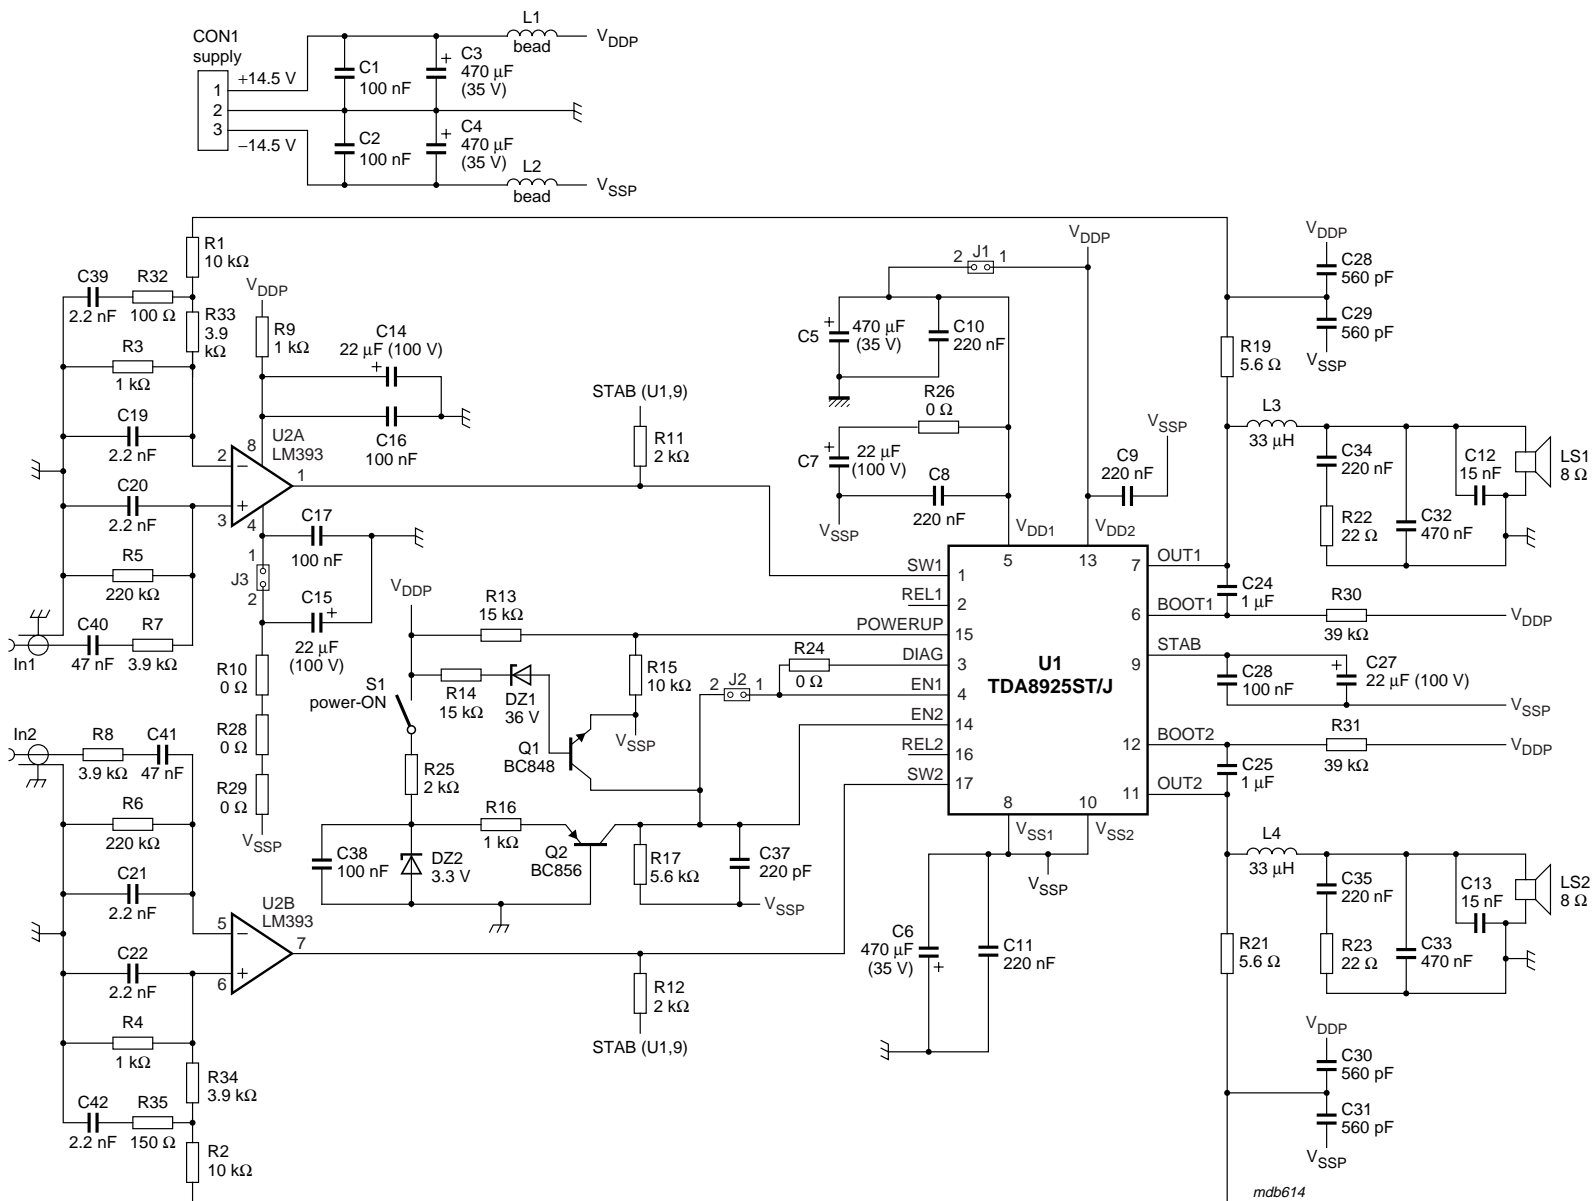 CON1
supply
1
2
3
+14.5 V
−14.5 V
C1
100 nF
C2
100 nF
+
C3
470 μF
(35 V)
+
C4
470 μF
(35 V)
L1
bead
VDDP
L2
bead
VSSP
R1
10 kΩ
C39
2.2 nF
R32
100 Ω
R33
3.9
kΩ
R3
1 kΩ
C19
2.2 nF
C20
2.2 nF
R5
220 kΩ
In1
C40
47 nF
R7
3.9 kΩ
VDDP
R9
1 kΩ
C14
22 μF (100 V)
+
C16
100 nF
U2A
LM393
8
2
−
3
+
1
4
C17
100 nF
1
J3
2
C15
+
22 μF
(100 V)
R10
0 Ω
R28
0 Ω
R29
0 Ω
VSSP
STAB (U1,9)
R11
2 kΩ
VDDP
R13
15 kΩ
R14
15 kΩ
DZ1
36 V
S1
power-ON
R15
10 kΩ
VSSP
Q1
BC848
R25
2 kΩ
R16
1 kΩ
C38
100 nF
DZ2
3.3 V
Q2
BC856
R17
5.6 kΩ
C37
220 pF
VSSP
2
J2
1
R24
0 Ω
In2
R8
3.9 kΩ
C41
47 nF
R6
220 kΩ
C21
2.2 nF
C22
2.2 nF
R4
1 kΩ
C42
2.2 nF
R35
150 Ω
R34
3.9 kΩ
R2
10 kΩ
U2B
LM393
5
−
6
+
7
R12
2 kΩ
STAB (U1,9)
VDDP
2
J1
1
C5
+
470 μF
(35 V)
C10
220 nF
R26
0 Ω
C7
+
22 μF
(100 V)
C8
220 nF
VSSP
VSSP
C9
220 nF
VDD1
VDD2
5
13
SW1
1
REL1
2
POWERUP
15
DIAG
3
EN1
4
EN2
14
REL2
16
SW2
17
U1
TDA8925ST/J
7
OUT1
6
BOOT1
9
STAB
12
BOOT2
11
OUT2
8
10
VSS1
VSS2
VSSP
C6
470 μF
(35 V)
+
C11
220 nF
VDDP
C28
560 pF
C29
560 pF
VSSP
R19
5.6 Ω
L3
33 μH
C34
220 nF
R22
22 Ω
C32
470 nF
C12
15 nF
LS1
8 Ω
C24
1 μF
R30
39 kΩ
VDDP
C28
100 nF
+
C27
22 μF (100 V)
VSSP
R31
39 kΩ
VDDP
C25
1 μF
L4
33 μH
C35
220 nF
R23
22 Ω
C33
470 nF
C13
15 nF
LS2
8 Ω
R21
5.6 Ω
VDDP
C30
560 pF
C31
560 pF
VSSP
mdb614